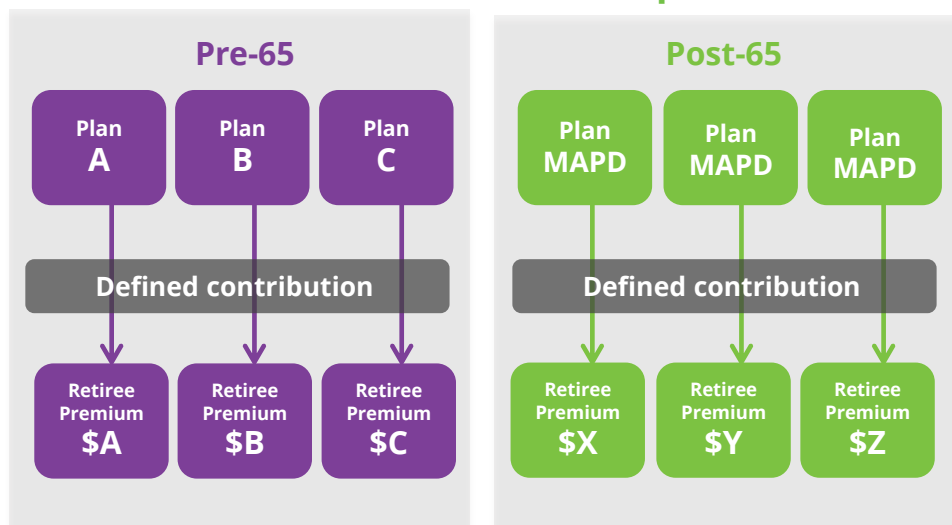 Pre-65
Plan
A
Plan
B
Plan
C
Defined contribution
Retiree
Premium
$A
Retiree
Premium
$B
Retiree
Premium
$C
Post-65
Plan
MAPD
Plan
MAPD
Plan
MAPD
Defined contribution
Retiree
Premium
$X
Retiree
Premium
$Y
Retiree
Premium
$Z